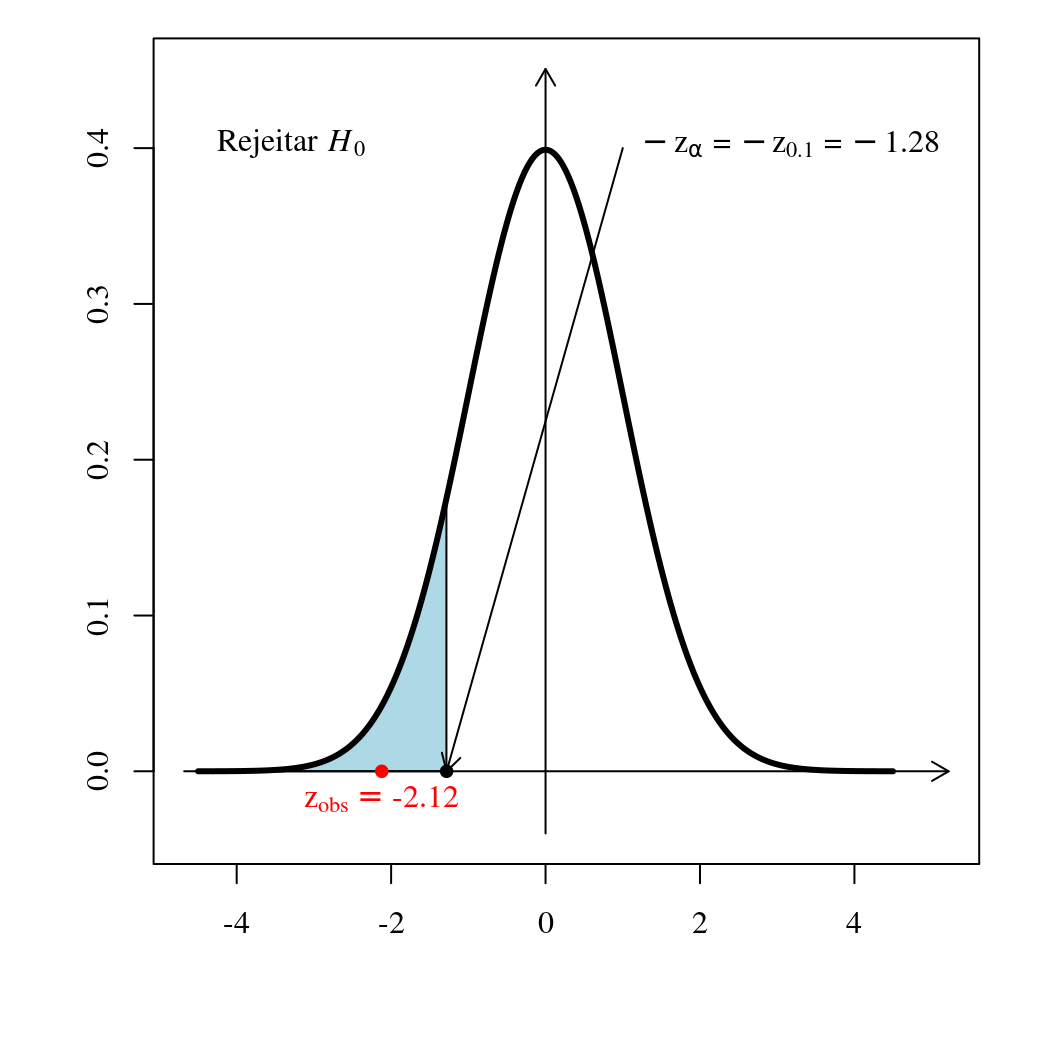 Rejeitar H0
− zα = − z0.1 = − 1.28
0.4
0.3
0.2
0.1
0.0
zobs = -2.12
-4 -2 0 2 4